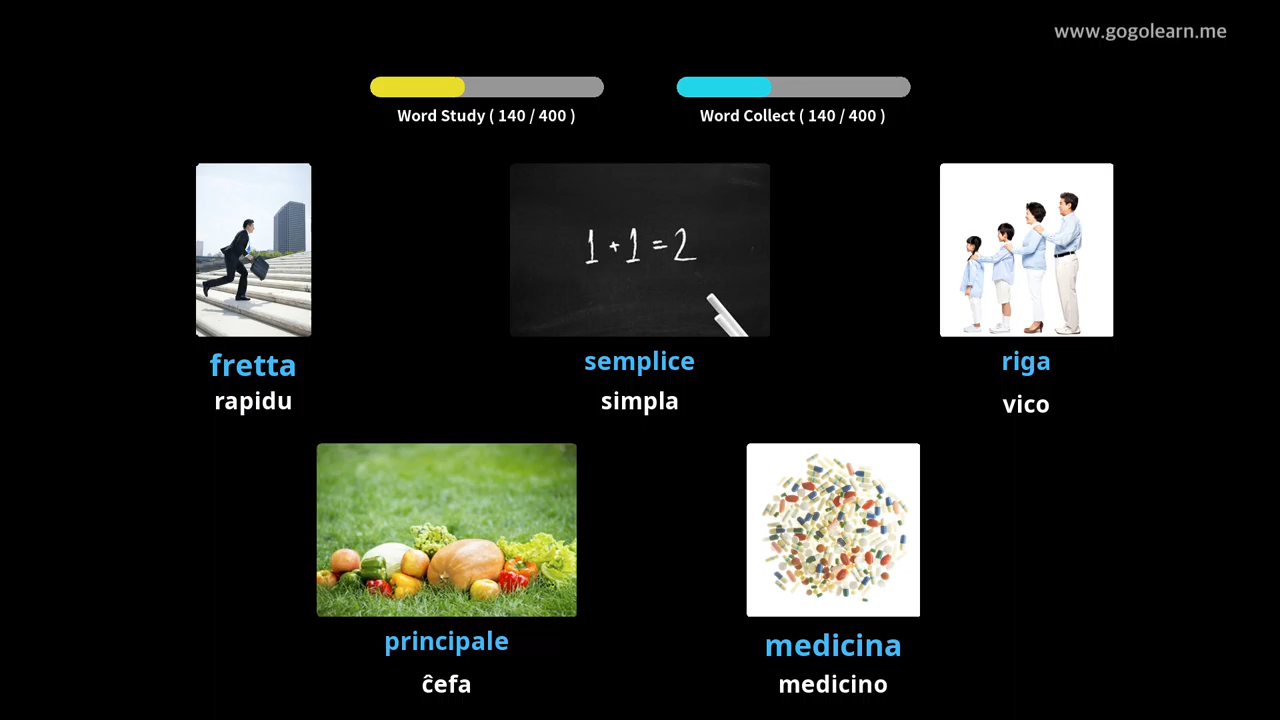 www.gogolearn.me
Word Study ( 140 / 400 )
Word Collect ( 140 / 400 )
1 + 1 = 2
fretta
rapidu
semplice
simpla
riga
vico
principale
ĉefa
medicina
medicino